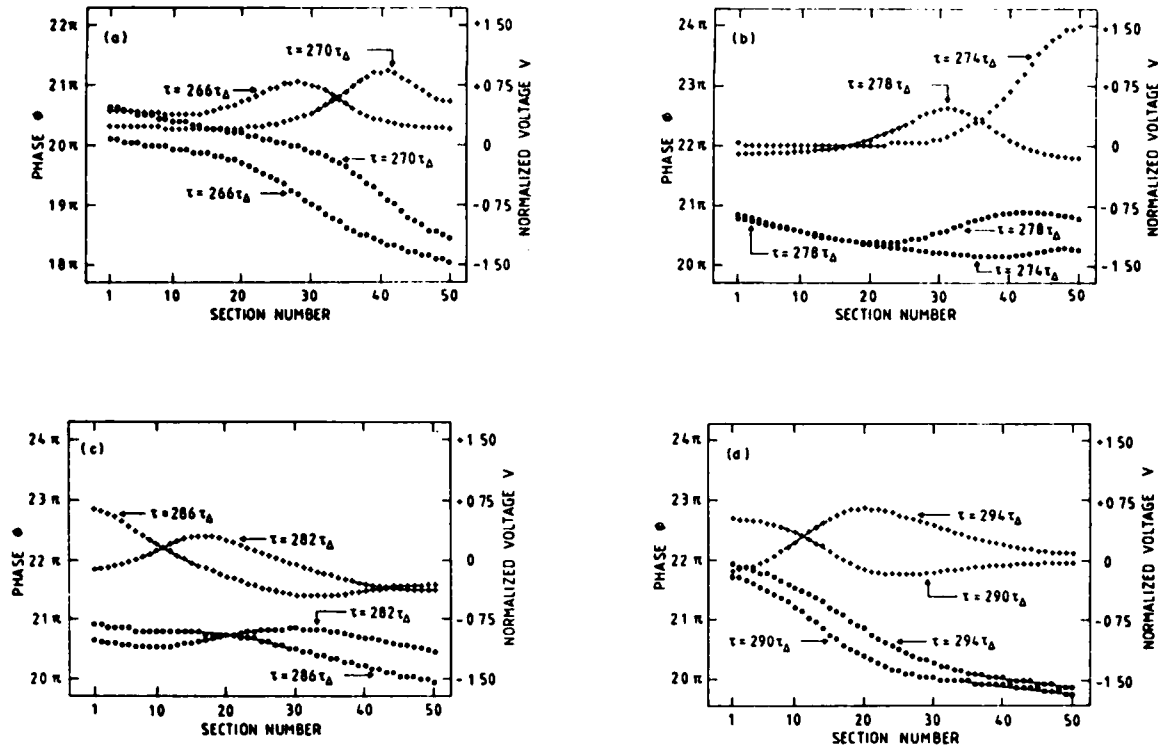 (a)
22π
21π
20π
19π
18π
PHASE ϕ
τ = 270τΔ
τ = 266τΔ
τ = 270τΔ
τ = 266τΔ
+1 50
+0 75
0
-0 75
-1 50
NORMALIZED VOLTAGE V
1 10 20 30 40 50
SECTION NUMBER
(b)
24π
23π
22π
21π
20π
PHASE ϕ
τ = 274τΔ
τ = 278τΔ
τ = 278τΔ
τ = 278τΔ
τ = 274τΔ
+1 50
+0 75
0
-0 75
-1 50
NORMALIZED VOLTAGE V
1 10 20 30 40 50
SECTION NUMBER
(c)
24π
23π
22π
21π
20π
PHASE ϕ
τ = 286τΔ
τ = 282τΔ
τ = 282τΔ
τ = 286τΔ
+1 50
+0 75
0
-0 75
-1 50
NORMALIZED VOLTAGE V
1 10 20 30 40 50
SECTION NUMBER
(d)
24π
23π
22π
21π
20π
PHASE ϕ
τ = 294τΔ
τ = 290τΔ
τ = 294τΔ
τ = 290τΔ
+1 50
+0 75
0
-0 75
-1 50
NORMALIZED VOLTAGE V
1 10 20 30 40 50
SECTION NUMBER